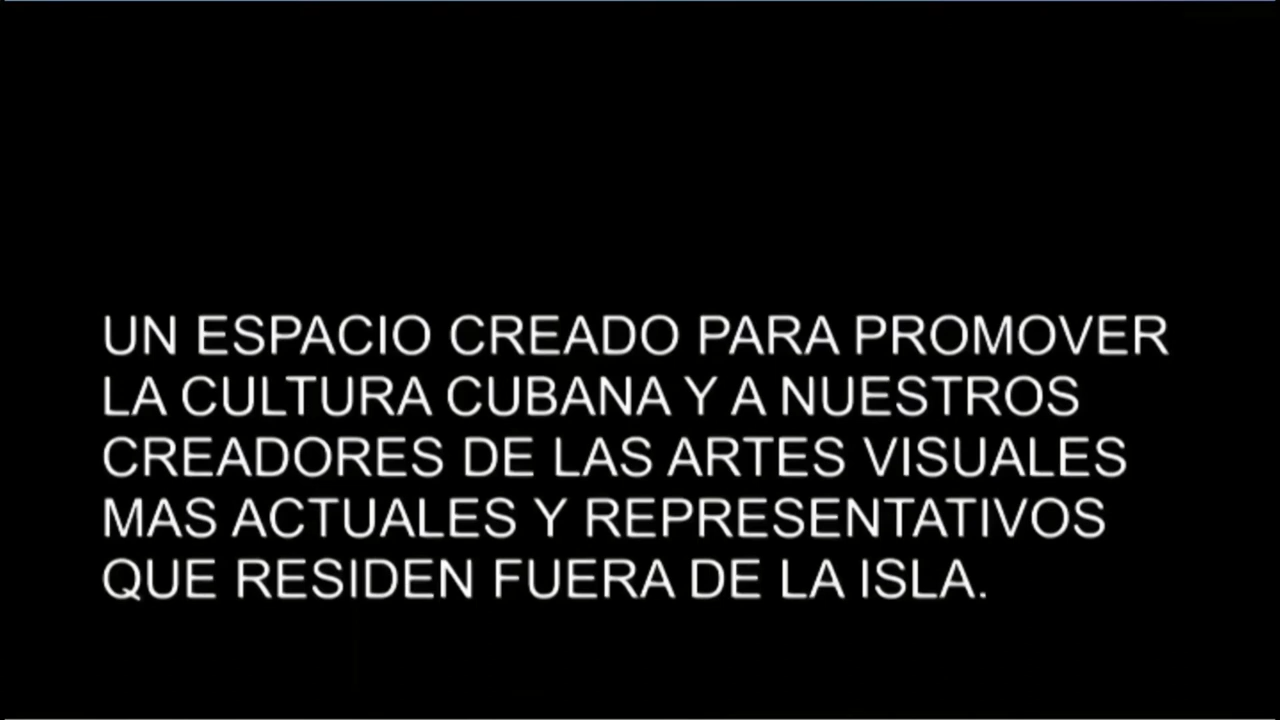 UN ESPACIO CREADO PARA PROMOVER
LA CULTURA CUBANA Y A NUESTROS
CREADORES DE LAS ARTES VISUALES
MAS ACTUALES Y REPRESENTATIVOS
QUE RESIDEN FUERA DE LA ISLA.